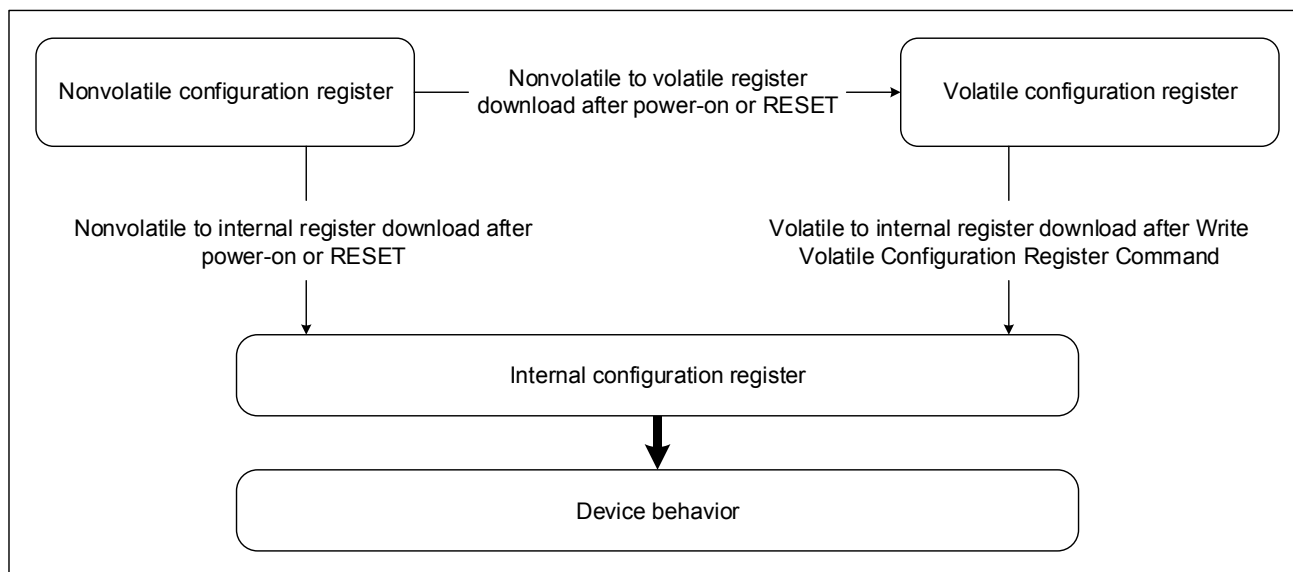 Nonvolatile configuration register
Nonvolatile to volatile register
download after power-on or RESET
Volatile configuration register
Nonvolatile to internal register download after
power-on or RESET
Volatile to internal register download after Write
Volatile Configuration Register Command
Internal configuration register
Device behavior